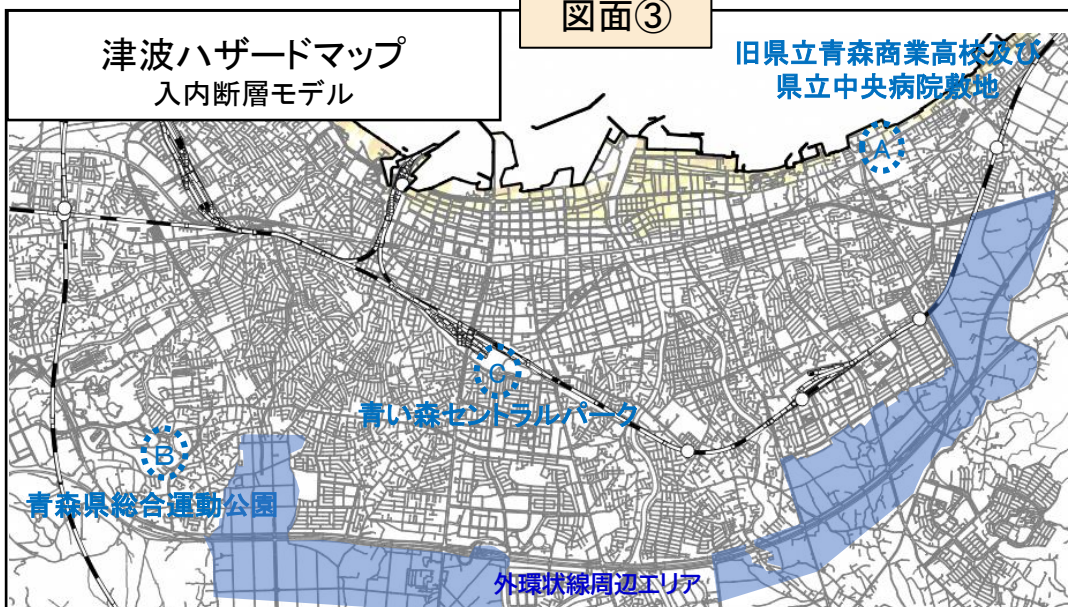 図面③
津波ハザードマップ
入内断層モデル
旧県立青森商業高校及び
県立中央病院敷地
A
C
青い森セントラルパーク
B
青森県総合運動公園
外環状線周辺エリア